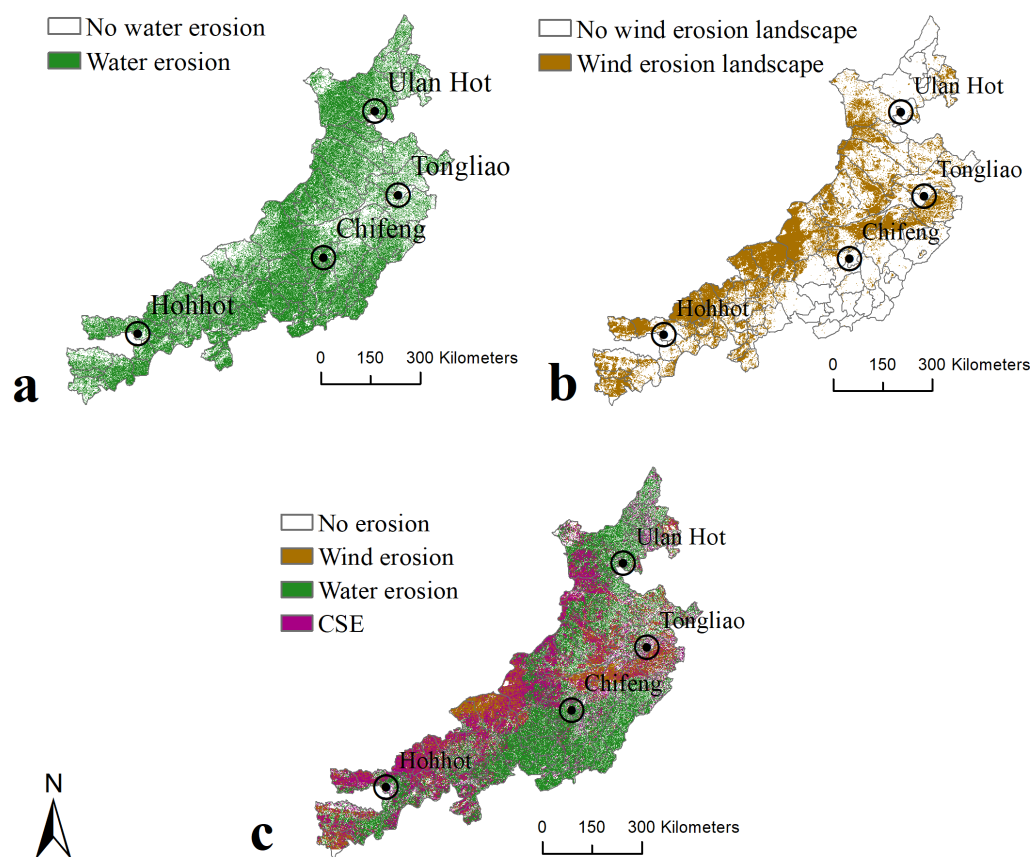 No water erosion
Water erosion
Ulan Hot
Tongliao
Chifeng
Hohhot
0 150 300 Kilometers
a
No wind erosion landscape
Wind erosion landscape
Ulan Hot
Tongliao
Chifeng
Hohhot
0 150 300 Kilometers
b
No erosion
Wind erosion
Water erosion
CSE
Ulan Hot
Tongliao
Chifeng
Hohhot
0 150 300 Kilometers
c
N